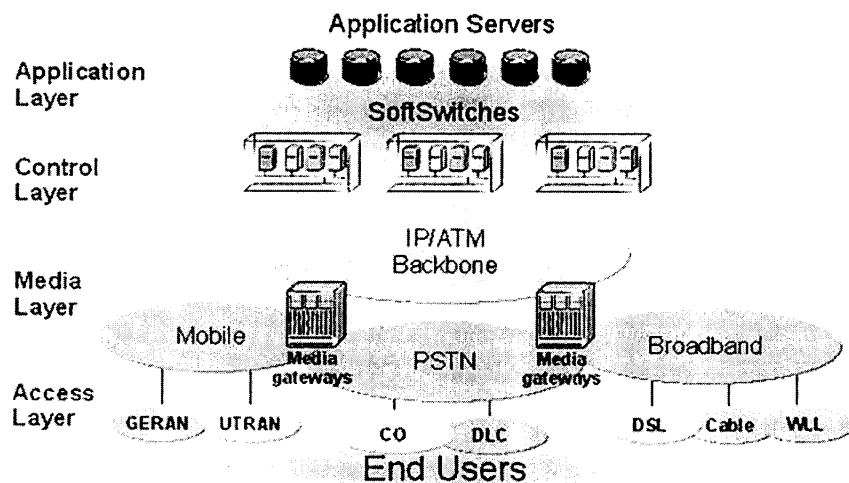 Application Servers
Application
Layer
SoftSwitches
Control
Layer
IP/ATM
Backbone
Media
Layer
Mobile
Media
gateways
PSTN
Media
gateways
Broadband
Access
Layer
GERAN
UTRAN
CO
DLC
DSL
Cable
WLL
End Users